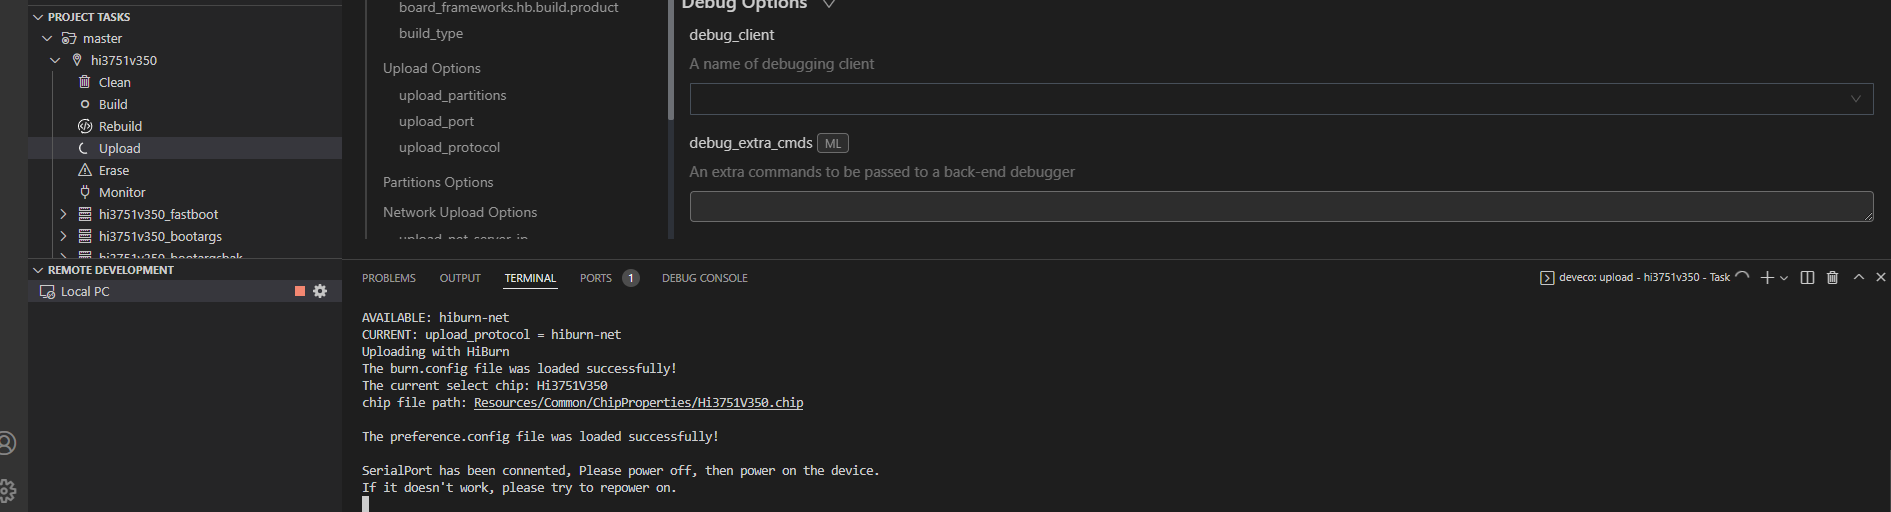 PROJECT TASKS
master
hi3751v350
Clean
Build
Rebuild
Upload
Erase
Monitor
hi3751v350_fastboot
hi3751v350_bootargs
hi3751v350_bootargsbak
REMOTE DEVELOPMENT
Local PC
board_frameworks.hb.build.product
build_type
Upload Options
upload_partitions
upload_port
upload_protocol
Partitions Options
Network Upload Options
upload_net_server_ip
Debug Options
debug_client
A name of debugging client
debug_extra_cmds ML
An extra commands to be passed to a back-end debugger
PROBLEMS OUTPUT TERMINAL PORTS 1 DEBUG CONSOLE
deveco: upload - hi3751v350 - Task
AVAILABLE: hiburn-net
CURRENT: upload_protocol = hiburn-net
Uploading with HiBurn
The burn.config file was loaded successfully!
The current select chip: Hi3751V350
chip file path: Resources/Common/ChipProperties/Hi3751V350.chip
The preference.config file was loaded successfully!
SerialPort has been connented, Please power off, then power on the device.
If it doesn't work, please try to repower on.